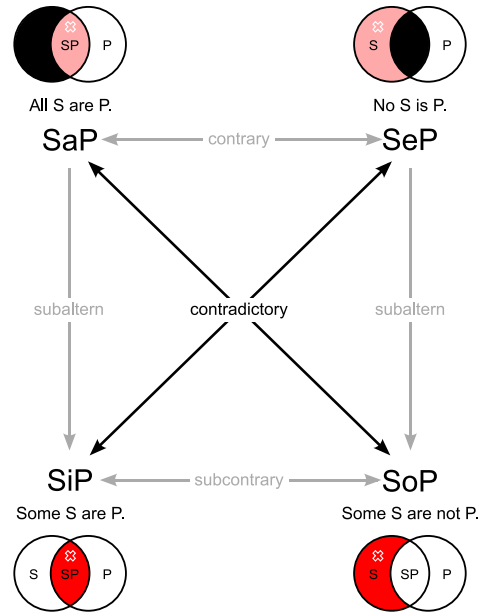 SP P
S P
All S are P.
No S is P.
SaP contrary SeP
subaltern contradictory subaltern
SiP subcontrary SoP
Some S are P.
Some S are not P.
S SP P
S SP P